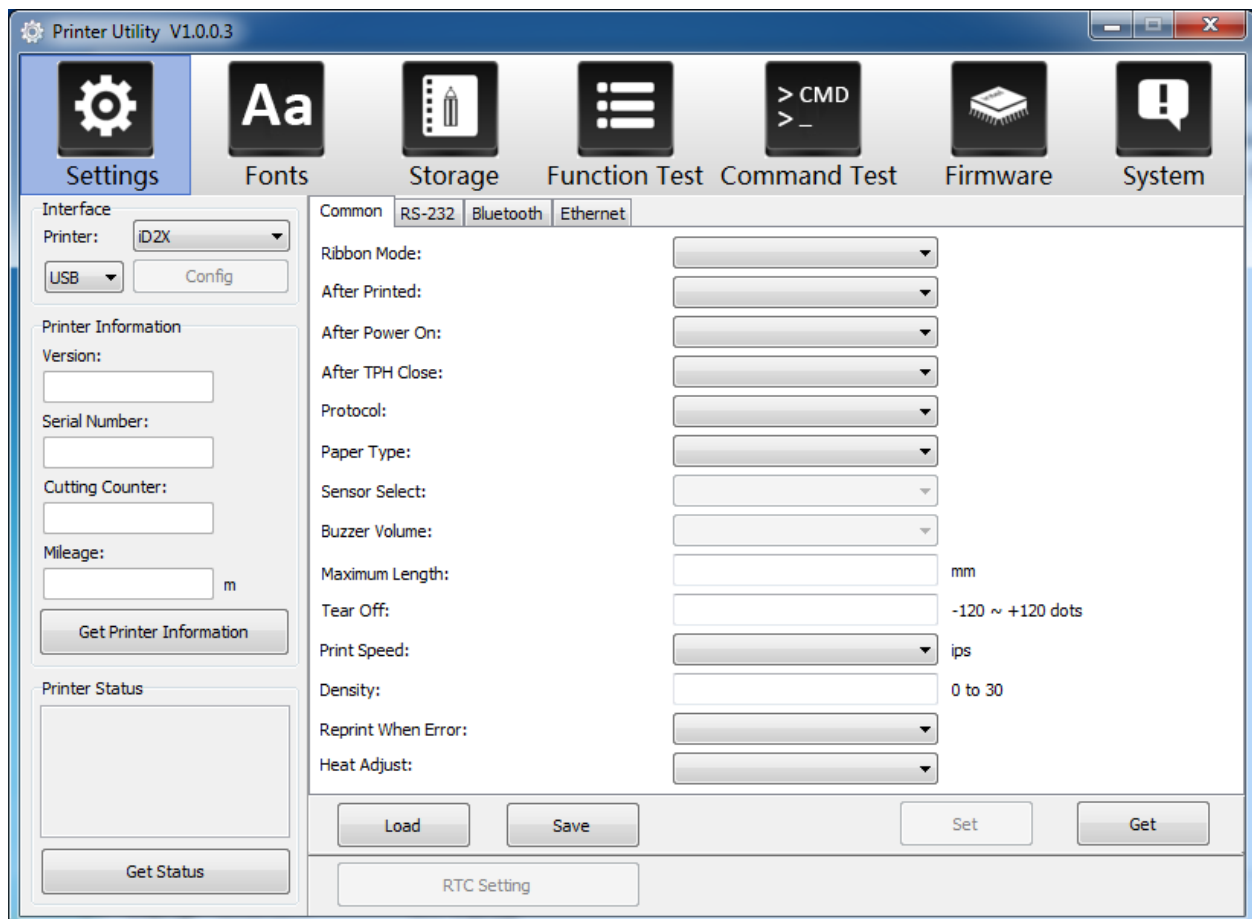 Printer Utility V1.0.0.3
Aa
> CMD
> _
Settings
Fonts
Storage
Function Test
Command Test
Firmware
System
Interface
Printer:
iD2X
USB
Config
Printer Information
Version:
Serial Number:
Cutting Counter:
Mileage:
m
Get Printer Information
Printer Status
Get Status
Common
RS-232
Bluetooth
Ethernet
Ribbon Mode:
After Printed:
After Power On:
After TPH Close:
Protocol:
Paper Type:
Sensor Select:
Buzzer Volume:
Maximum Length:
mm
Tear Off:
-120 ~ +120 dots
Print Speed:
ips
Density:
0 to 30
Reprint When Error:
Heat Adjust:
Load
Save
Set
Get
RTC Setting